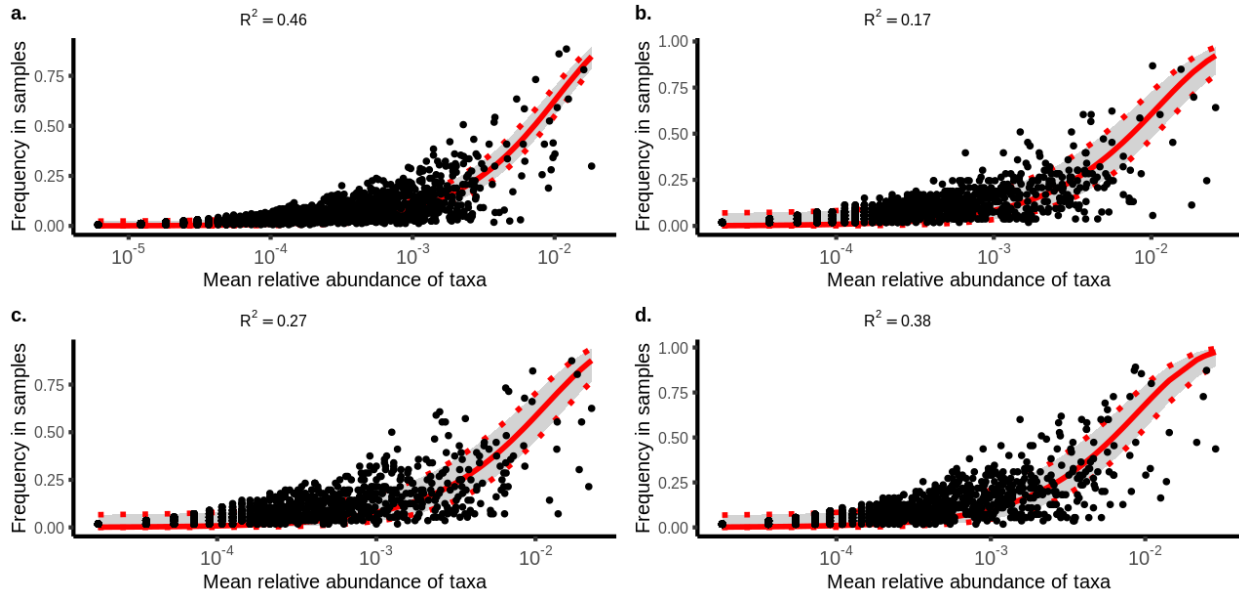 a.
R² = 0.46
Frequency in samples
0.75
0.50
0.25
0.00
10⁻⁵
10⁻⁴
10⁻³
10⁻²
Mean relative abundance of taxa
b.
R² = 0.17
Frequency in samples
1.00
0.75
0.50
0.25
0.00
10⁻⁴
10⁻³
10⁻²
Mean relative abundance of taxa
c.
R² = 0.27
Frequency in samples
0.75
0.50
0.25
0.00
10⁻⁴
10⁻³
10⁻²
Mean relative abundance of taxa
d.
R² = 0.38
Frequency in samples
1.00
0.75
0.50
0.25
0.00
10⁻⁴
10⁻³
10⁻²
Mean relative abundance of taxa